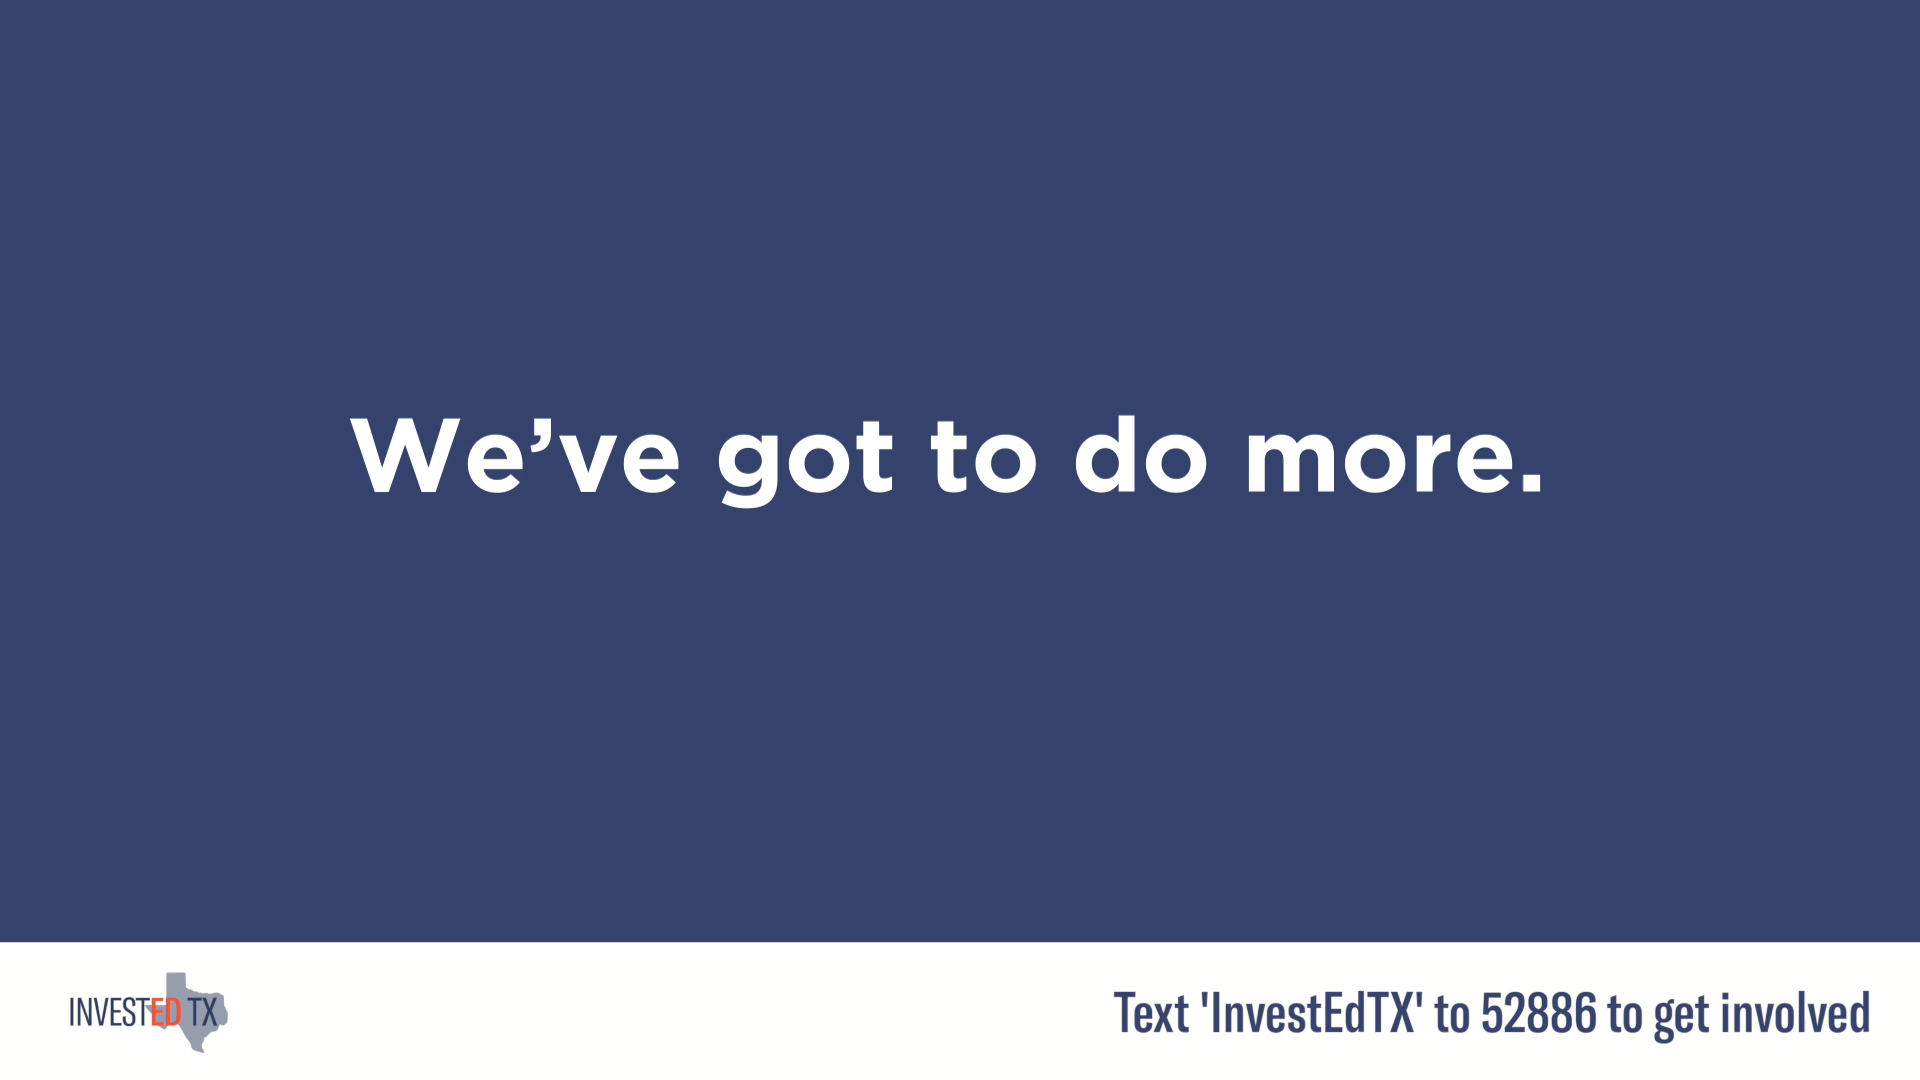 We’ve got to do more.
INVESTED TX
Text 'InvestEdTX' to 52886 to get involved